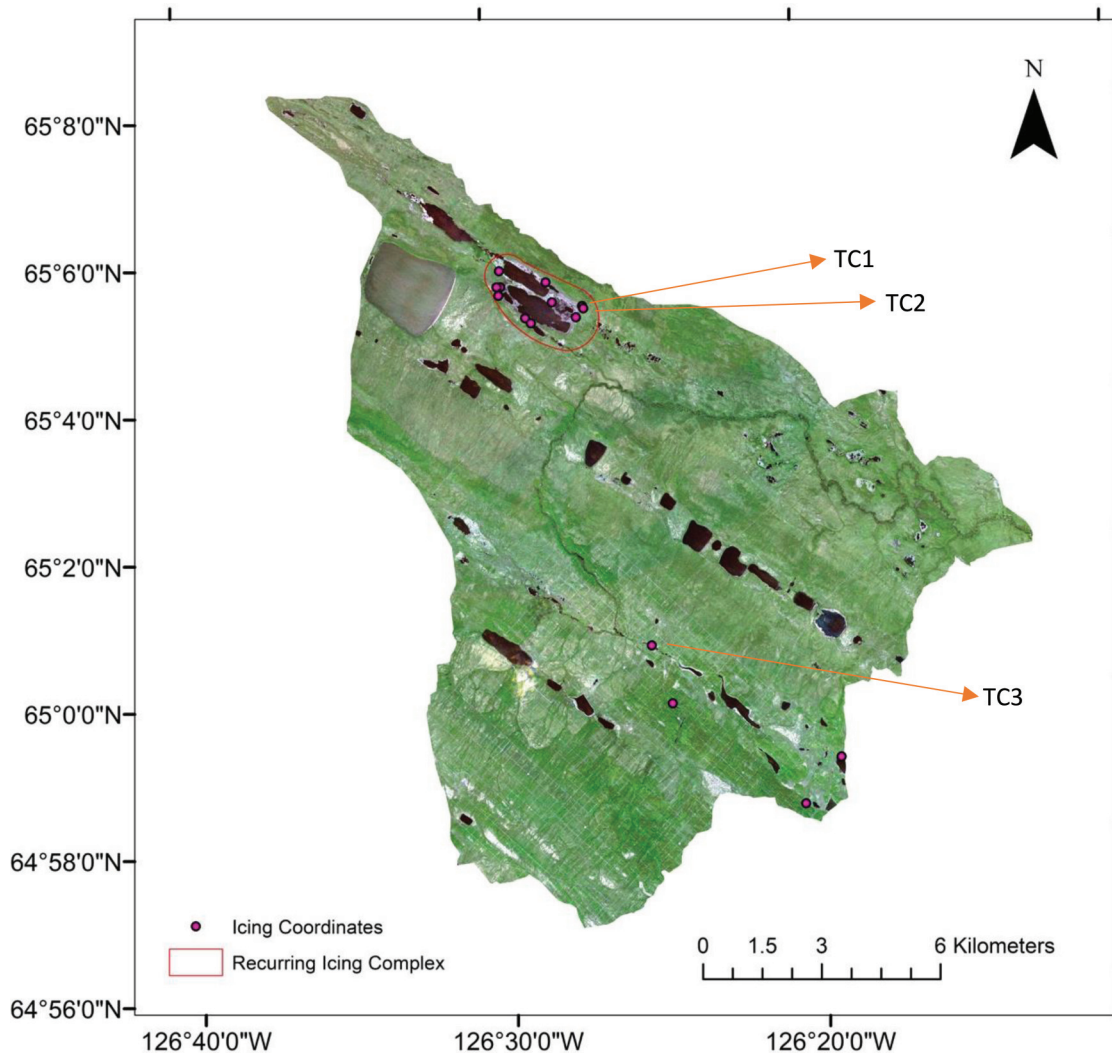 N
65°8'0"N
65°6'0"N
TC1
TC2
65°4'0"N
65°2'0"N
65°0'0"N
TC3
64°58'0"N
Icing Coordinates
Recurring Icing Complex
0 1.5 3 6 Kilometers
64°56'0"N
126°40'0"W 126°30'0"W 126°20'0"W